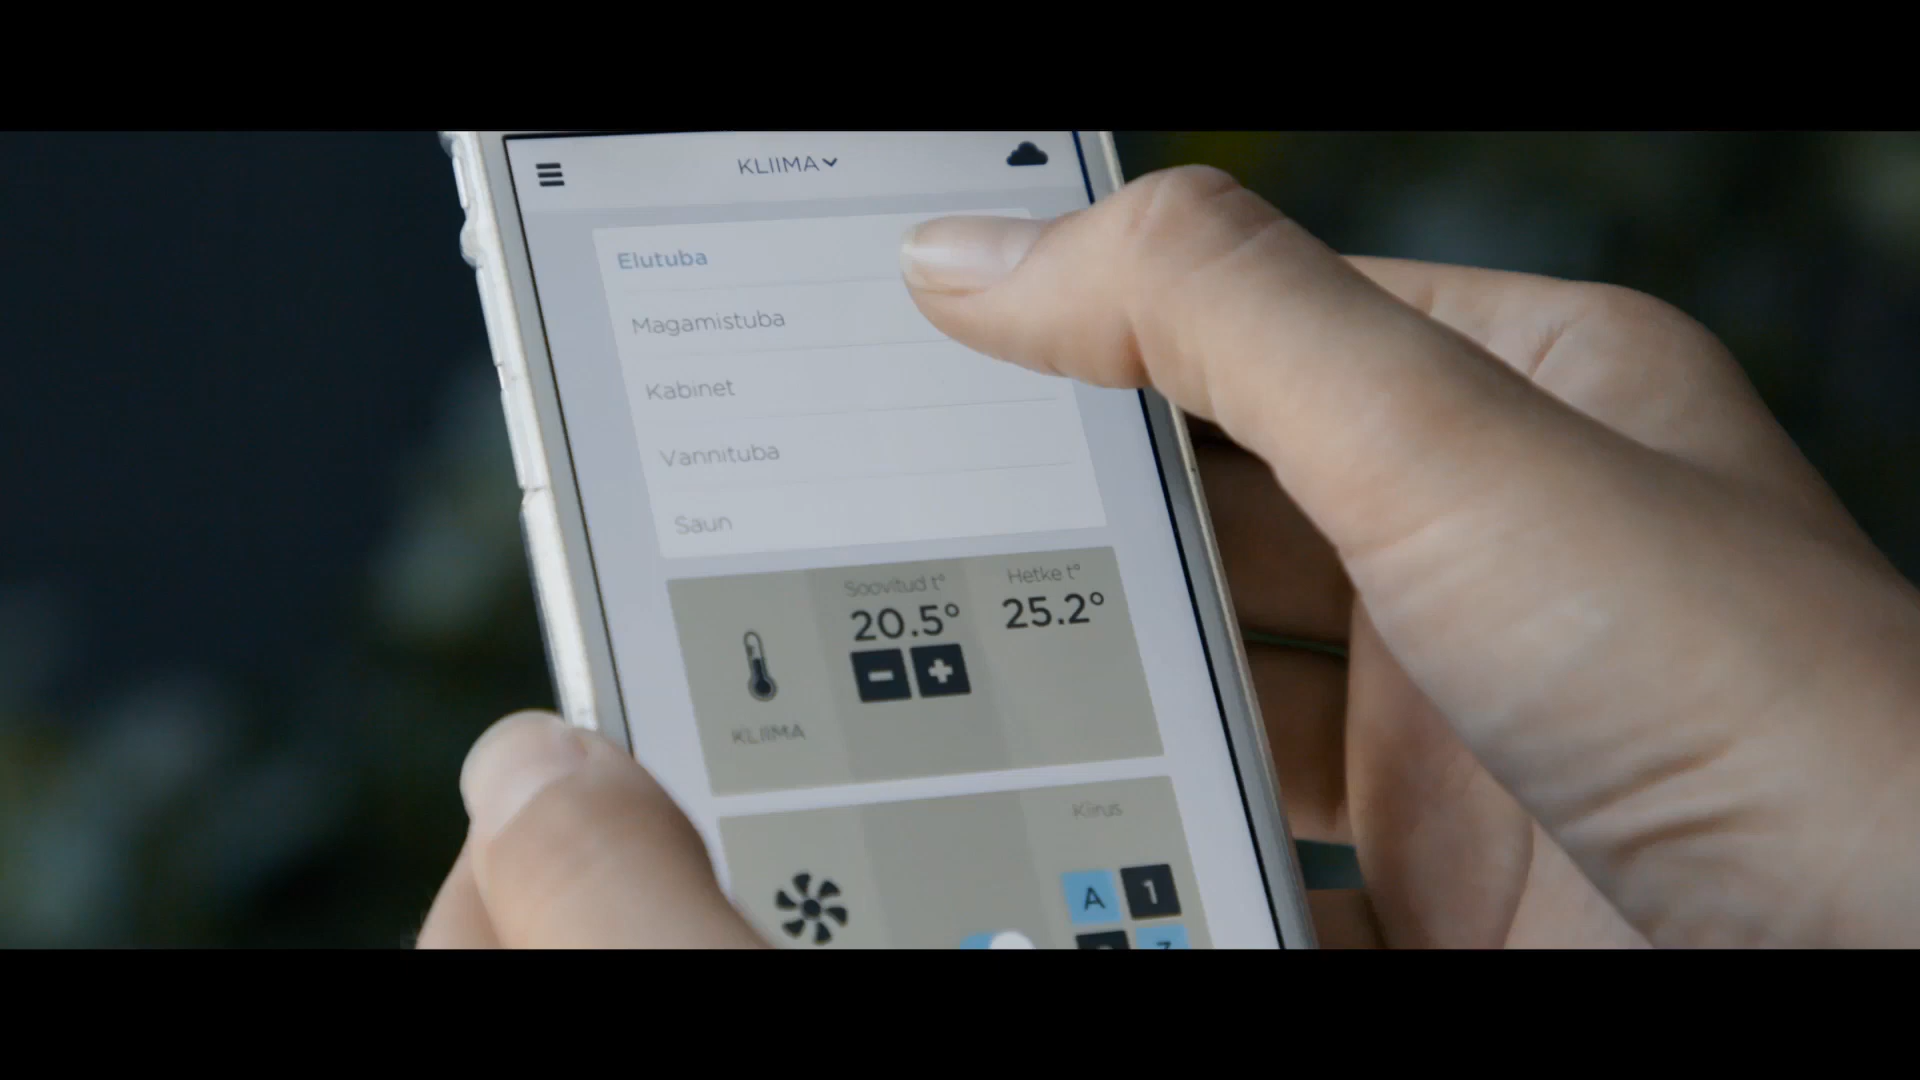 KLIIMA
Elutuba
Magamistuba
Kabinet
Vannituba
Saun
Soovitud t° Hetke t°
20.5° 25.2°
KLIIMA
Kiirus
A 1